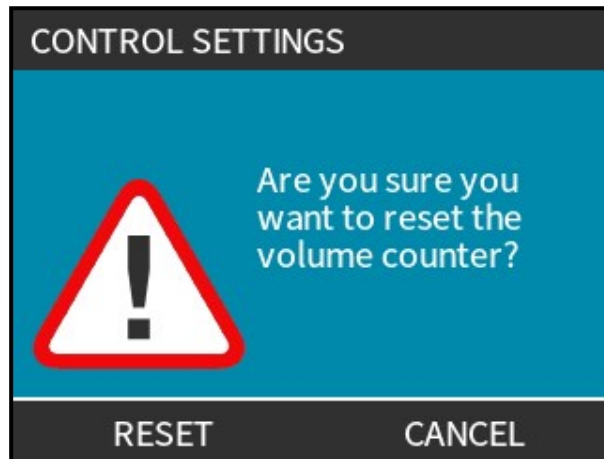 CONTROL SETTINGS
Are you sure you
want to reset the
volume counter?
!
RESET CANCEL